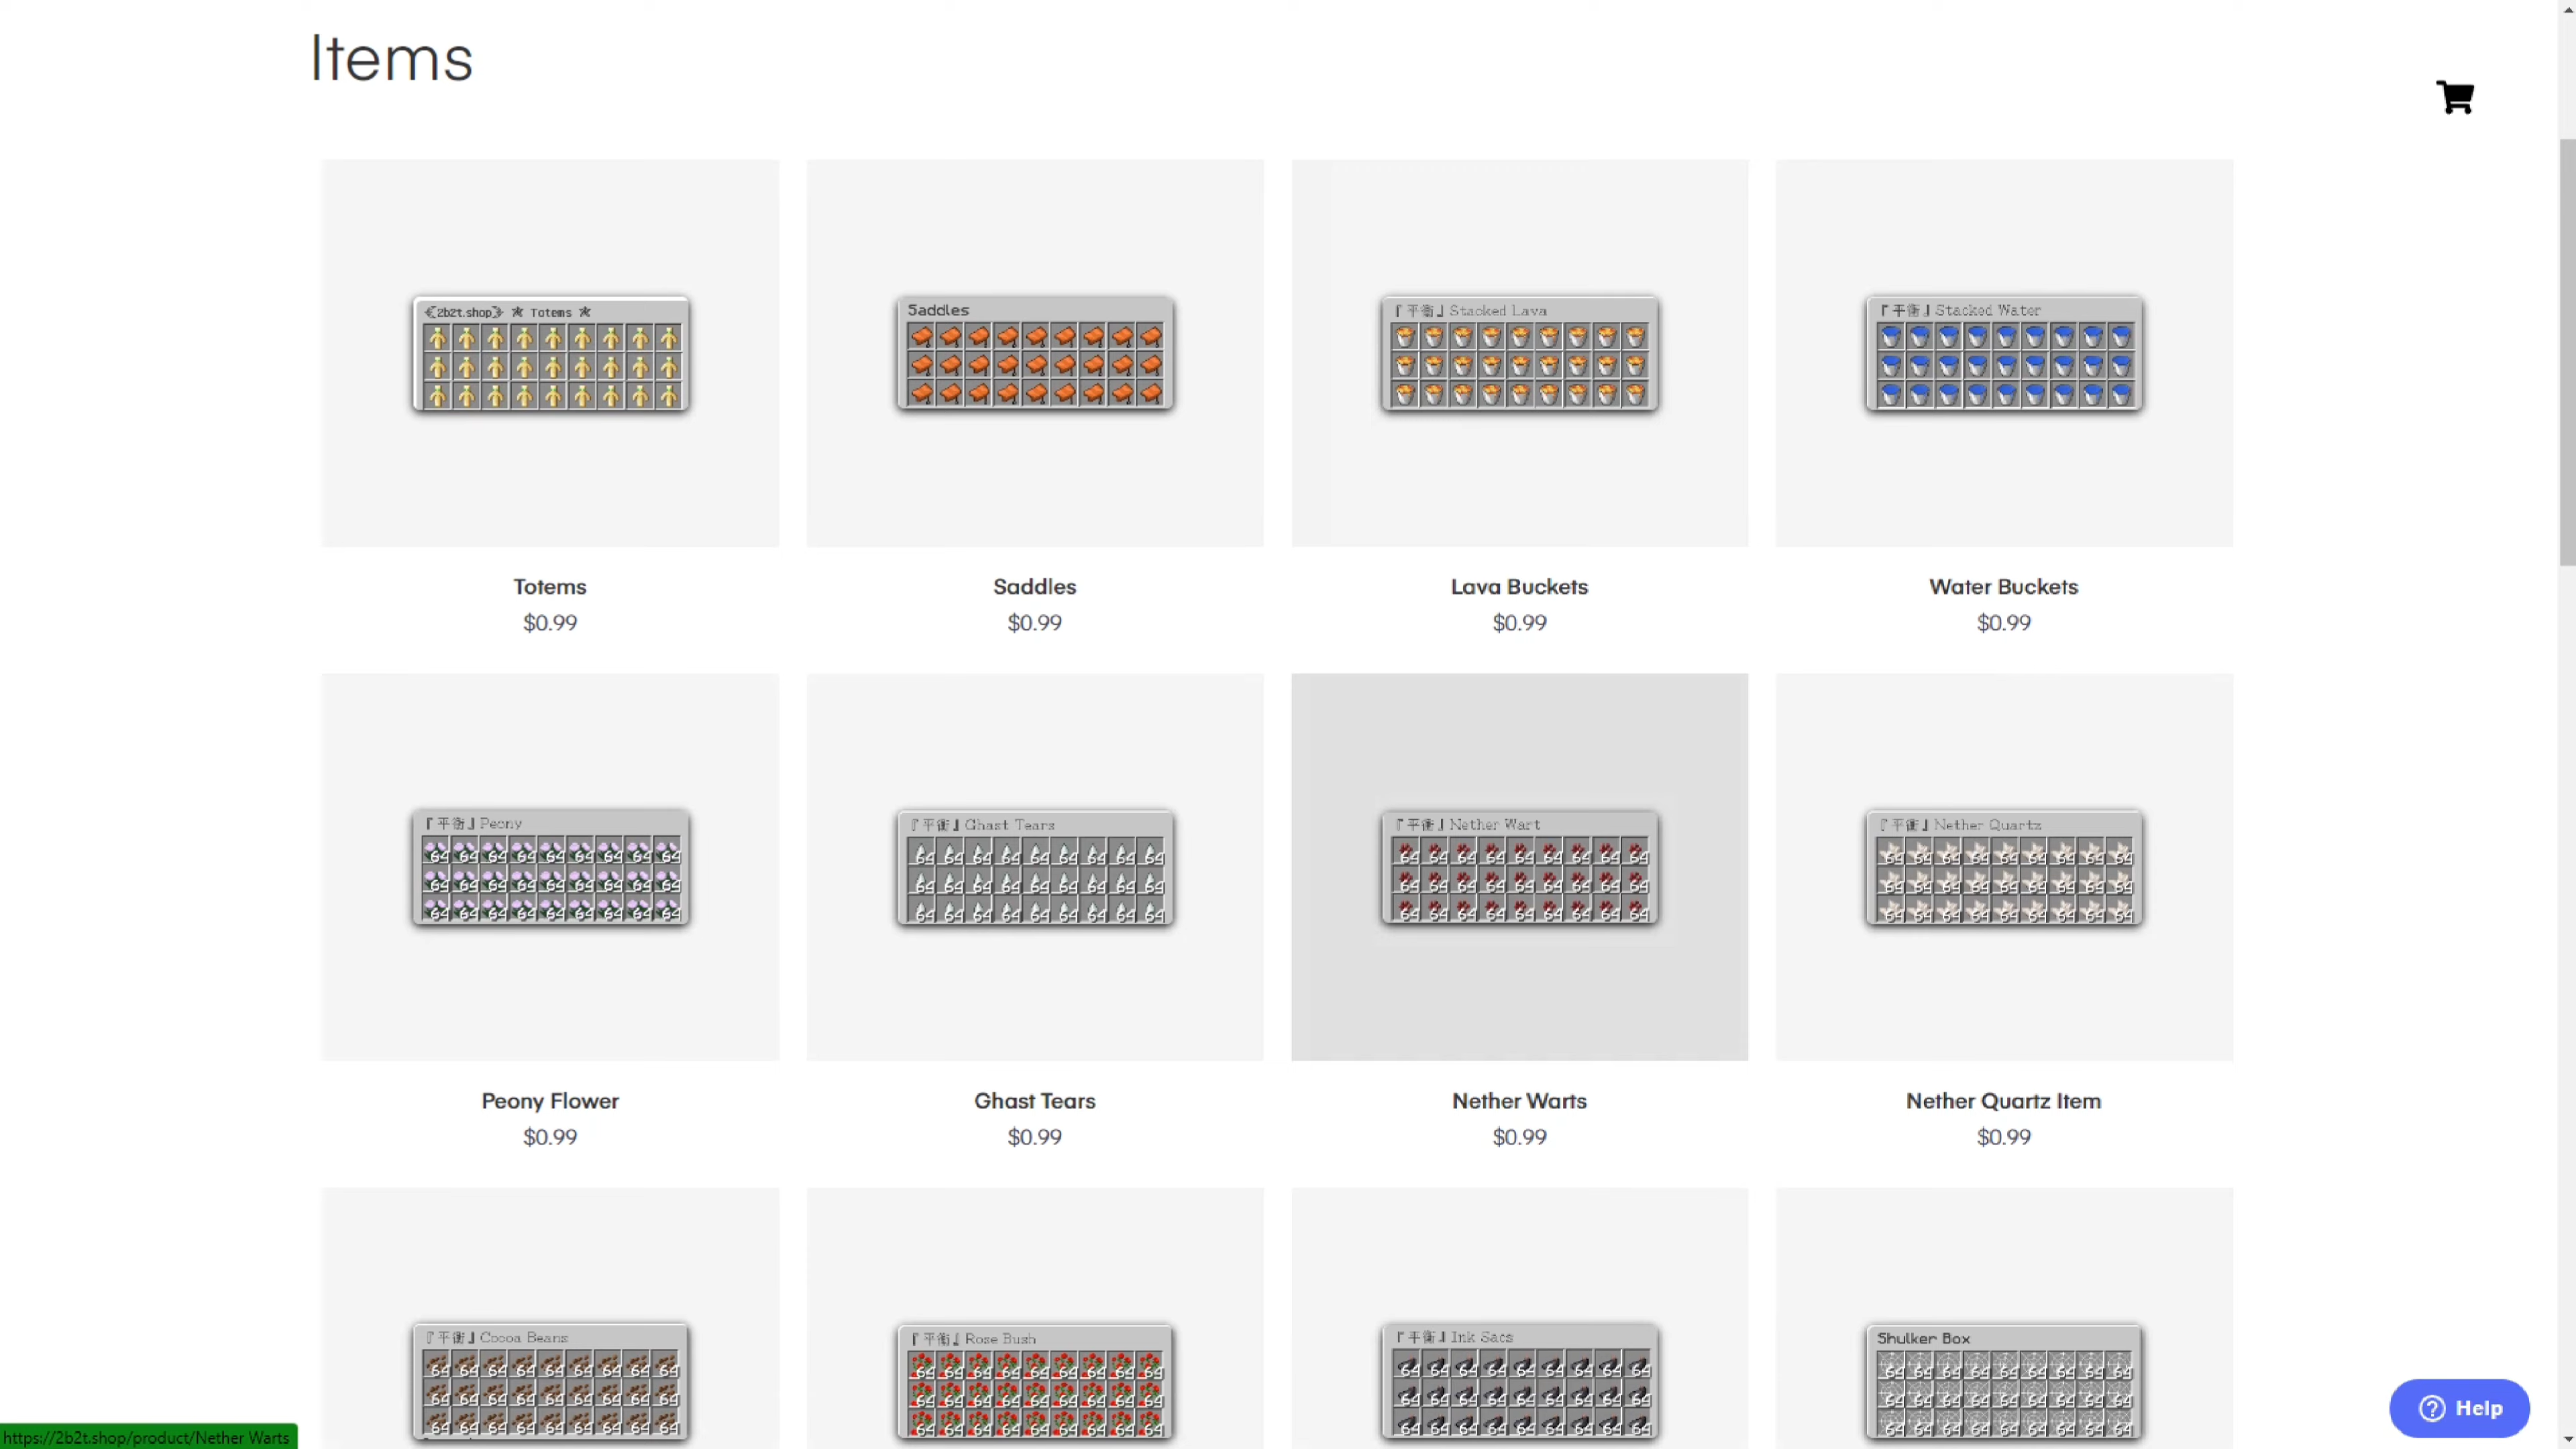 Items
⋲2b2t.shop⋺ ★ Totems ★
Saddles
『平衡』Stacked Lava
『平衡』Stacked Water
Totems
$0.99
Saddles
$0.99
Lava Buckets
$0.99
Water Buckets
$0.99
『平衡』Peony
『平衡』Ghast Tears
『平衡』Nether Wart
『平衡』Nether Quartz
Peony Flower
$0.99
Ghast Tears
$0.99
Nether Warts
$0.99
Nether Quartz Item
$0.99
『平衡』Cocoa Beans
『平衡』Rose Bush
『平衡』Ink Sacs
Shulker Box
Help
https://2b2t.shop/product/Nether Warts